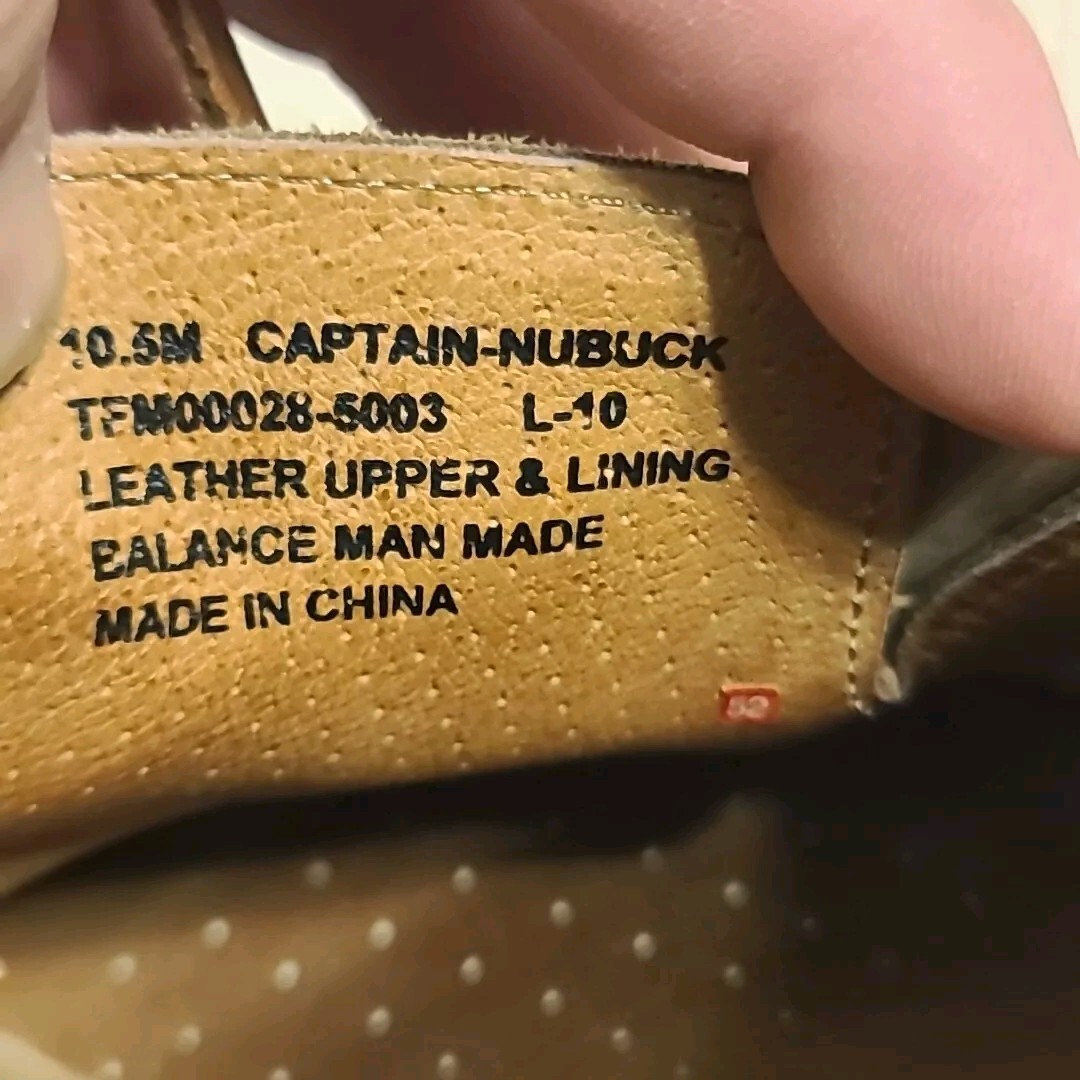 10.5M CAPTAIN-NUBUCK
TFM00028-5003 L-10
LEATHER UPPER & LINING
BALANCE MAN MADE
MADE IN CHINA